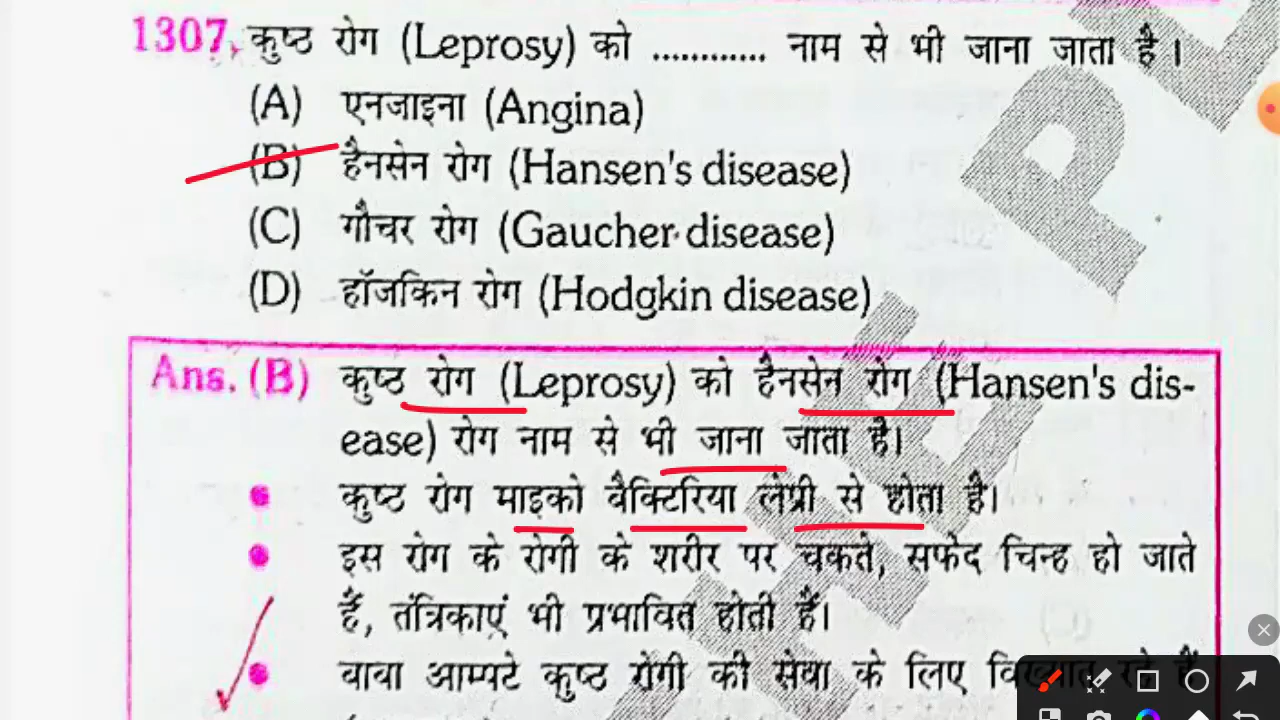 1307. कुष्ठ रोग (Leprosy) को ............ नाम से भी जाना जाता है ।
(A) एनजाइना (Angina)
(B) हैनसेन रोग (Hansen's disease)
(C) गौचर रोग (Gaucher disease)
(D) हॉजकिन रोग (Hodgkin disease)
Ans. (B) कुष्ठ रोग (Leprosy) को हैनसेन रोग (Hansen's dis-
ease) रोग नाम से भी जाना जाता है।
कुष्ठ रोग माइको बैक्टिरिया लेप्री से होता है।
इस रोग के रोगी के शरीर पर चकते, सफेद चिन्ह हो जाते
हैं, तंत्रिकाएं भी प्रभावित होती हैं।
बाबा आम्पटे कुष्ठ रोगी की सेवा के लिए विख्यात रहे हैं